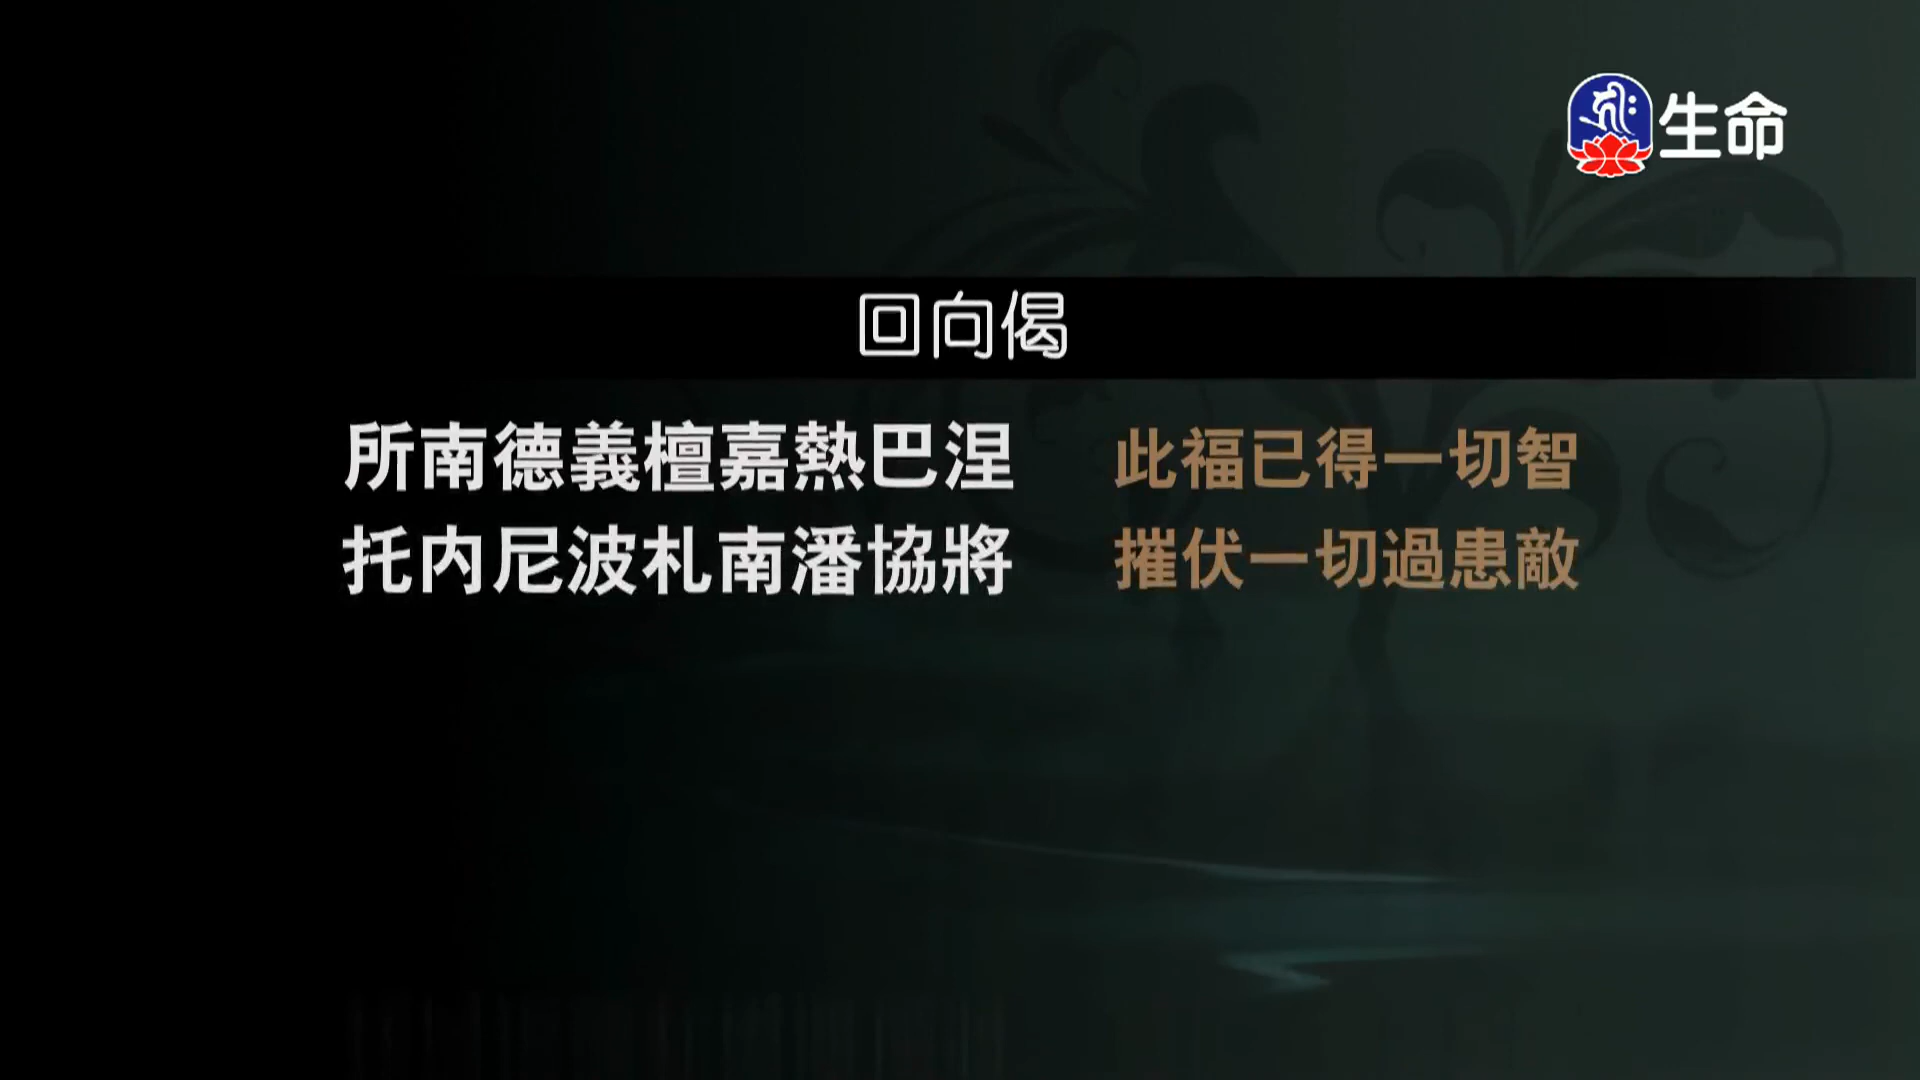 生命
回向偈
所南德義檀嘉熱巴涅 此福已得一切智
托内尼波札南潘協將 摧伏一切過患敵